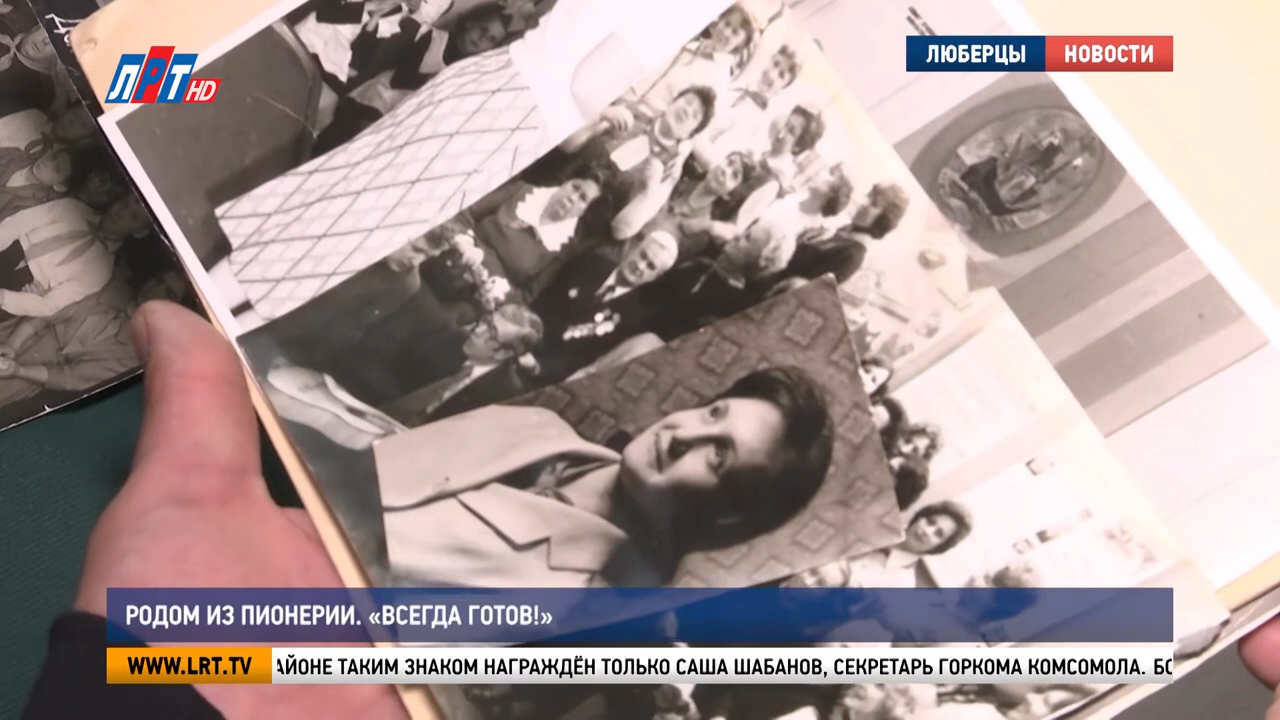 ЛРТ HD
ЛЮБЕРЦЫ НОВОСТИ
РОДОМ ИЗ ПИОНЕРИИ. «ВСЕГДА ГОТОВ!»
WWW.LRT.TV АЙОНЕ ТАКИМ ЗНАКОМ НАГРАЖДЁН ТОЛЬКО САША ШАБАНОВ, СЕКРЕТАРЬ ГОРКОМА КОМСОМОЛА. БО